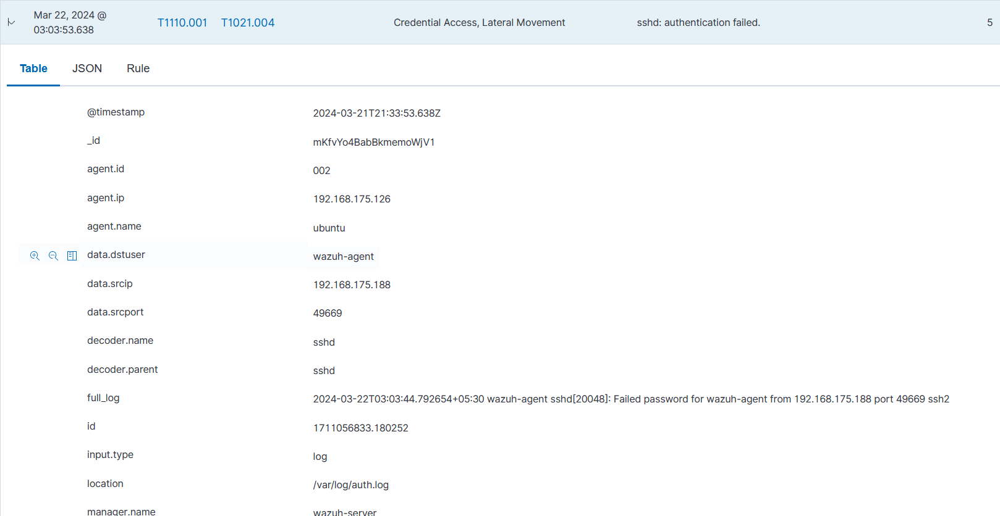 Mar 22, 2024 @
03:03:53.638
T1110.001 T1021.004 Credential Access, Lateral Movement sshd: authentication failed. 5
Table JSON Rule
@timestamp 2024-03-21T21:33:53.638Z
_id mKfvYo4BabBkmemoWjV1
agent.id 002
agent.ip 192.168.175.126
agent.name ubuntu
data.dstuser wazuh-agent
data.srcip 192.168.175.188
data.srcport 49669
decoder.name sshd
decoder.parent sshd
full_log 2024-03-22T03:03:44.792654+05:30 wazuh-agent sshd[20048]: Failed password for wazuh-agent from 192.168.175.188 port 49669 ssh2
id 1711056833.180252
input.type log
location /var/log/auth.log
manager.name wazuh-server